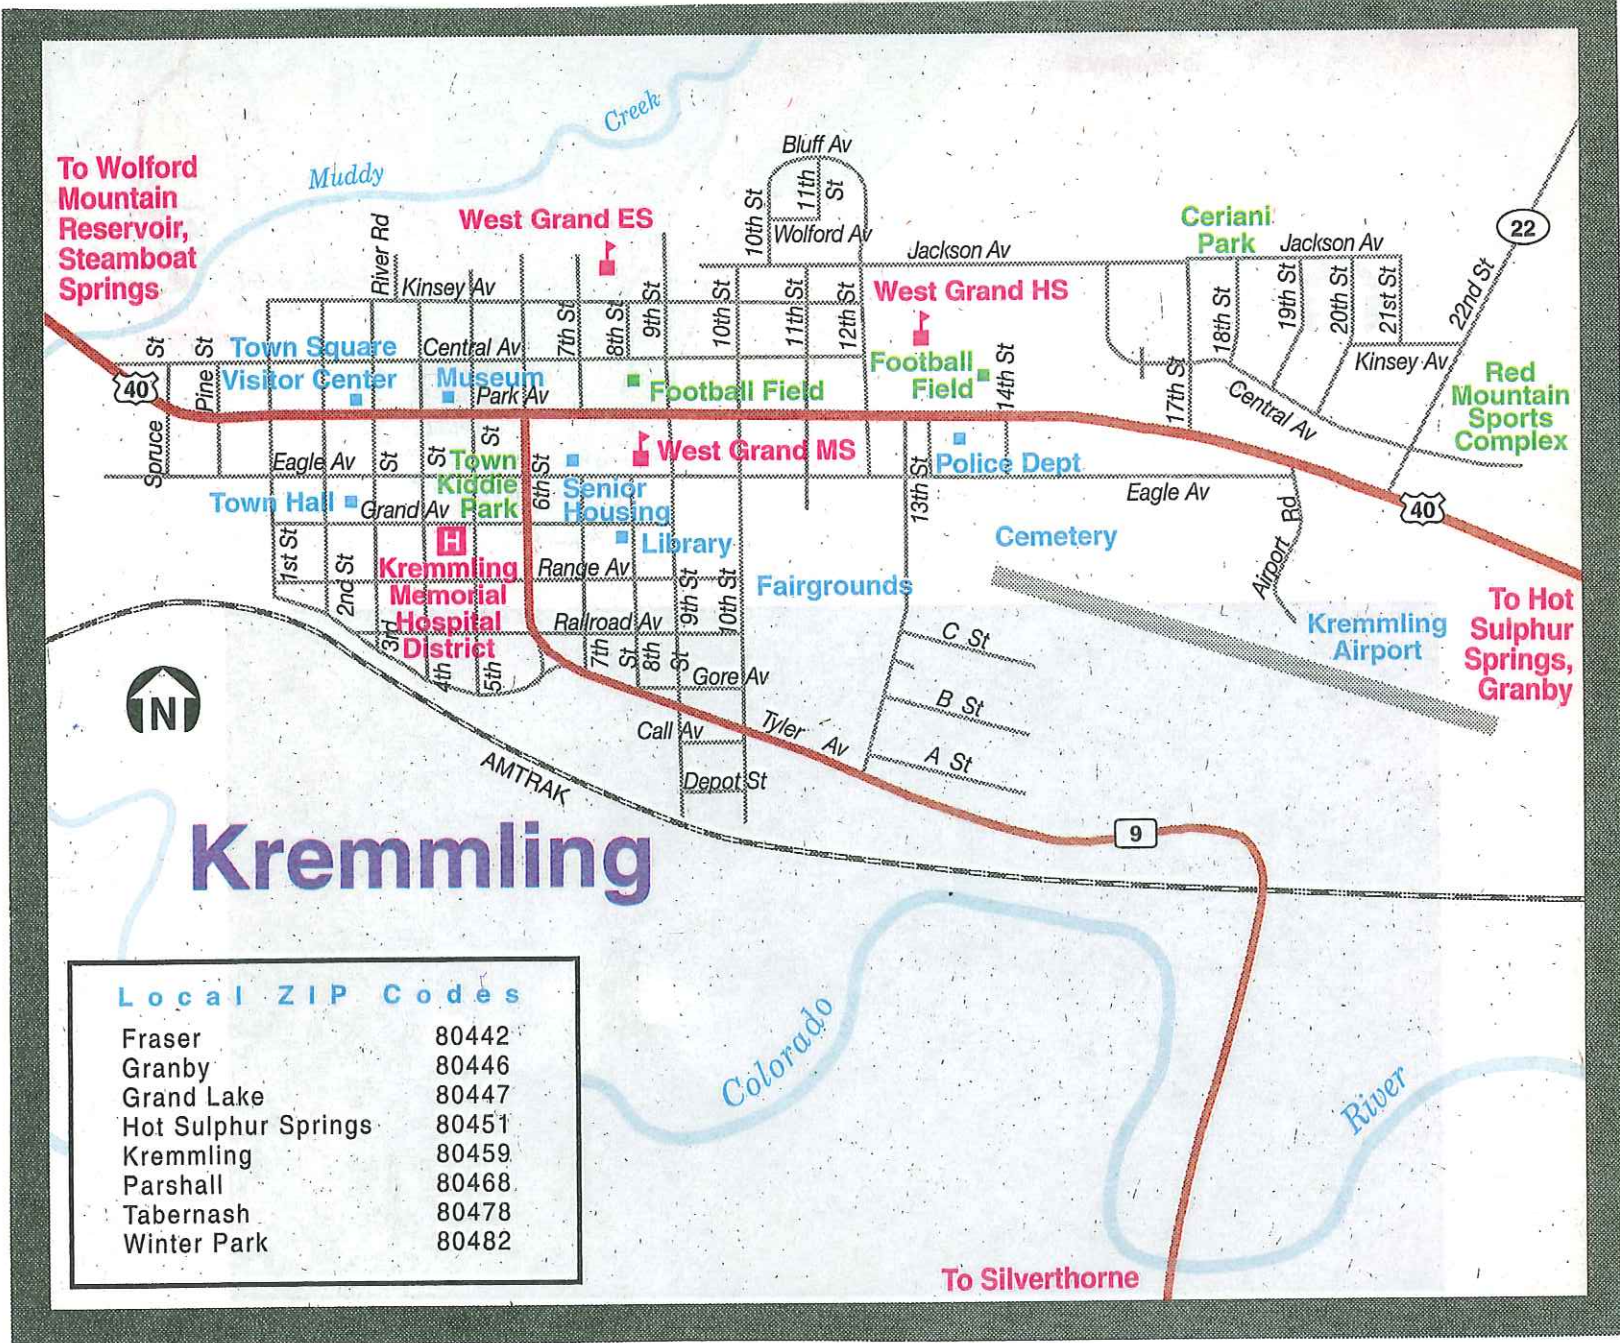 Creek
Muddy
To Wolford
Mountain
Reservoir,
Steamboat
Springs
West Grand ES
River Rd
Kinsey Av
Bluff Av
11th
St
10th St
Wolford Av
Jackson Av
Ceriani
Park
Jackson Av
22
22nd St
West Grand HS
Football
Field
7th St
8th St
9th St
10th St
11th St
12th St
14th St
17th St
18th St
19th St
20th St
21st St
Kinsey Av
Central Av
Red
Mountain
Sports
Complex
40
Spruce
St
Pine St
Town Square
Central Av
Visitor Center
Museum
Park Av
Football Field
West Grand MS
Police Dept
Eagle Av
St
St
St
Town
Kiddie
Park
6th St
Senior
Housing
13th St
Eagle Av
Airport Rd
40
Town Hall
Grand Av
H
Library
Cemetery
Fairgrounds
1st St
2nd St
3rd
4th
5th
Kremmling
Memorial
Hospital
District
Range Av
Railroad Av
7th
St
8th
St
9th St
10th St
Gore Av
Kremmling
Airport
To Hot
Sulphur
Springs,
Granby
C St
B St
A St
N
Call Av
Tyler Av
Depot St
AMTRAK
9
Kremmling
Local ZIP Codes
Fraser 80442
Granby 80446
Grand Lake 80447
Hot Sulphur Springs 80451
Kremmling 80459
Parshall 80468
Tabernash 80478
Winter Park 80482
Colorado
River
To Silverthorne